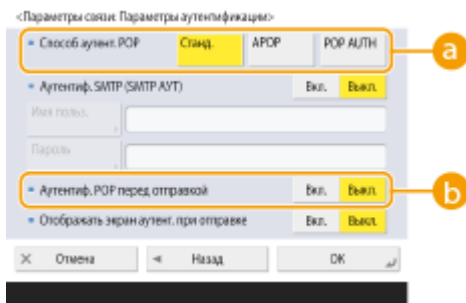 <Параметры связи: Параметры аутентификации>
Способ аутент. POP Станд. APOP POP AUTH a
Аутентиф. SMTP (SMTP АУТ) Вкл. Выкл.
Имя польз.
Пароль
Аутентиф. POP перед отправкой Вкл. Выкл. b
Отображать экран аутент. при отправке Вкл. Выкл.
Отмена Назад OK